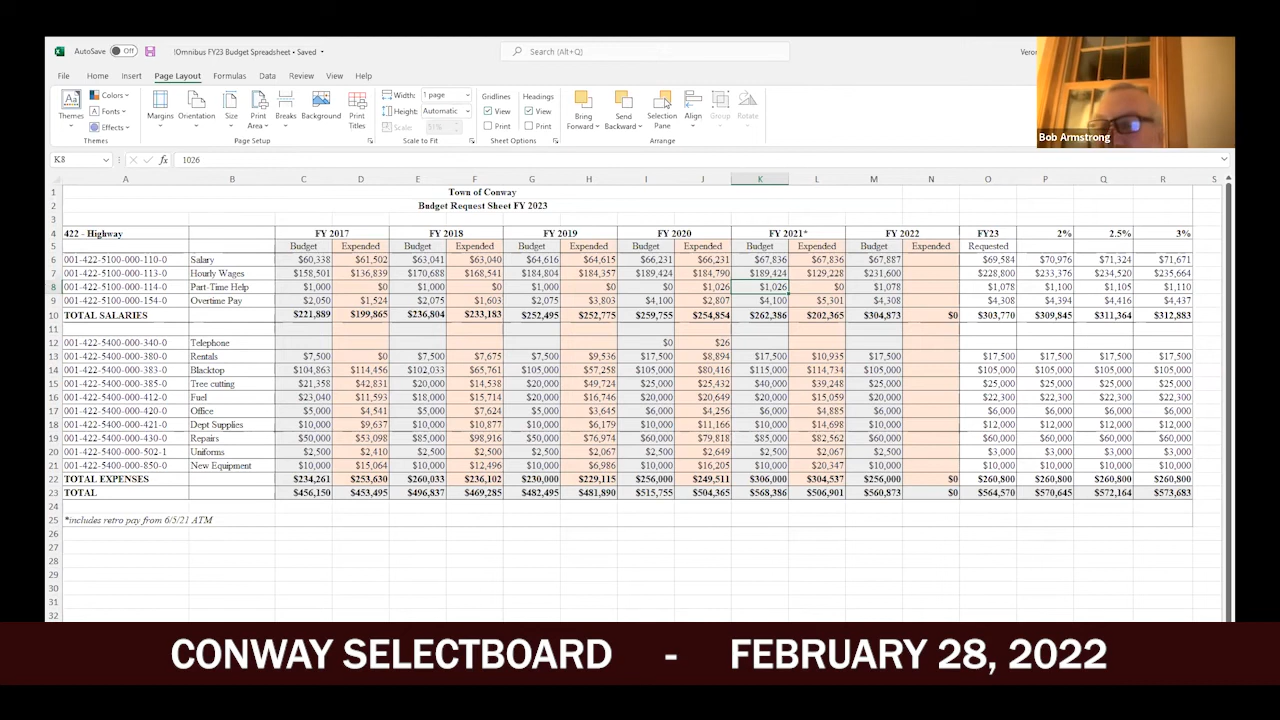 AutoSave Off !Omnibus FY23 Budget Spreadsheet • Saved Search (Alt+Q) Veron
File Home Insert Page Layout Formulas Data Review View Help
Themes Colors Fonts Effects Margins Orientation Size Print Area Breaks Background Print Titles Width: 1 page Height: Automatic Scale: 51% Gridlines View Print Headings View Print Bring Forward Send Backward Selection Pane Align Group Rotate
Themes Page Setup Scale to Fit Sheet Options Arrange
Bob Armstrong
K8 fx 1026
A B C D E F G H I J K L M N O P Q R S
1 Town of Conway
2 Budget Request Sheet FY 2023
3
4 422 - Highway FY 2017 FY 2018 FY 2019 FY 2020 FY 2021* FY 2022 FY23 2% 2.5% 3%
5 Budget Expended Budget Expended Budget Expended Budget Expended Budget Expended Budget Expended Requested
6 001-422-5100-000-110-0 Salary $60,338 $61,502 $63,041 $63,040 $64,616 $64,615 $66,231 $66,231 $67,836 $67,836 $67,887 $69,584 $70,976 $71,324 $71,671
7 001-422-5100-000-113-0 Hourly Wages $158,501 $136,839 $170,688 $168,541 $184,804 $184,357 $189,424 $184,790 $189,424 $129,228 $231,600 $228,800 $233,376 $234,520 $235,664
8 001-422-5100-000-114-0 Part-Time Help $1,000 $0 $1,000 $0 $1,000 $0 $0 $1,026 $1,026 $0 $1,078 $1,078 $1,100 $1,105 $1,110
9 001-422-5100-000-154-0 Overtime Pay $2,050 $1,524 $2,075 $1,603 $2,075 $3,803 $4,100 $2,807 $4,100 $5,301 $4,308 $4,308 $4,394 $4,416 $4,437
10 TOTAL SALARIES $221,889 $199,865 $236,804 $233,183 $252,495 $252,775 $259,755 $254,854 $262,386 $202,365 $304,873 $0 $303,770 $309,845 $311,364 $312,883
11
12 001-422-5400-000-340-0 Telephone $0 $26
13 001-422-5400-000-380-0 Rentals $7,500 $0 $7,500 $7,675 $7,500 $9,536 $17,500 $8,894 $17,500 $10,935 $17,500 $17,500 $17,500 $17,500 $17,500
14 001-422-5400-000-383-0 Blacktop $104,863 $114,456 $102,033 $65,761 $105,000 $57,258 $105,000 $80,416 $115,000 $114,734 $105,000 $105,000 $105,000 $105,000 $105,000
15 001-422-5400-000-385-0 Tree cutting $21,358 $42,831 $20,000 $14,538 $20,000 $49,724 $25,000 $25,432 $40,000 $39,248 $25,000 $25,000 $25,000 $25,000 $25,000
16 001-422-5400-000-412-0 Fuel $23,040 $11,593 $18,000 $15,714 $20,000 $16,746 $20,000 $20,649 $20,000 $15,059 $20,000 $22,300 $22,300 $22,300 $22,300
17 001-422-5400-000-420-0 Office $5,000 $4,541 $5,000 $7,624 $5,000 $3,645 $6,000 $4,256 $6,000 $4,885 $6,000 $6,000 $6,000 $6,000 $6,000
18 001-422-5400-000-421-0 Dept Supplies $10,000 $9,637 $10,000 $10,877 $10,000 $6,179 $10,000 $11,166 $10,000 $14,698 $10,000 $12,000 $12,000 $12,000 $12,000
19 001-422-5400-000-430-0 Repairs $50,000 $53,098 $85,000 $98,916 $50,000 $76,974 $60,000 $79,818 $85,000 $82,562 $60,000 $60,000 $60,000 $60,000 $60,000
20 001-422-5400-000-502-1 Uniforms $2,500 $2,410 $2,500 $2,500 $2,500 $2,067 $2,500 $2,649 $2,500 $2,067 $2,500 $3,000 $3,000 $3,000 $3,000
21 001-422-5400-000-850-0 New Equipment $10,000 $15,064 $10,000 $12,496 $10,000 $6,986 $10,000 $16,205 $10,000 $20,347 $10,000 $10,000 $10,000 $10,000 $10,000
22 TOTAL EXPENSES $234,261 $253,630 $260,033 $236,102 $230,000 $229,115 $256,000 $249,511 $306,000 $304,537 $256,000 $0 $260,800 $260,800 $260,800 $260,800
23 TOTAL $456,150 $453,495 $496,837 $469,285 $482,495 $481,890 $515,755 $504,365 $568,386 $506,901 $560,873 $0 $564,570 $570,645 $572,164 $573,683
24
25 *includes retro pay from 6/5/21 ATM
26
27
28
29
30
31
32
CONWAY SELECTBOARD - FEBRUARY 28, 2022